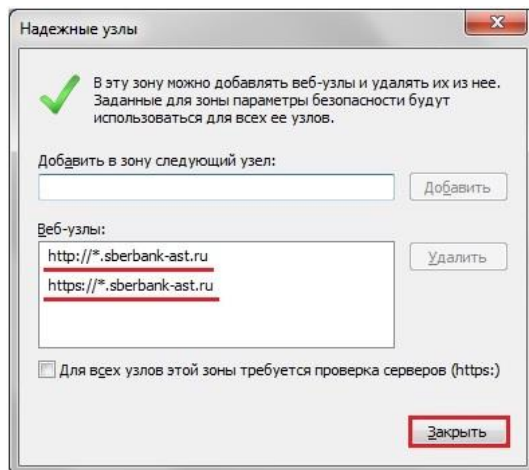 Надежные узлы
В эту зону можно добавлять веб-узлы и удалять их из нее.
Заданные для зоны параметры безопасности будут
использоваться для всех ее узлов.
Добавить в зону следующий узел:
Добавить
Веб-узлы:
http://*.sberbank-ast.ru
https://*.sberbank-ast.ru
Удалить
Для всех узлов этой зоны требуется проверка серверов (https:)
Закрыть